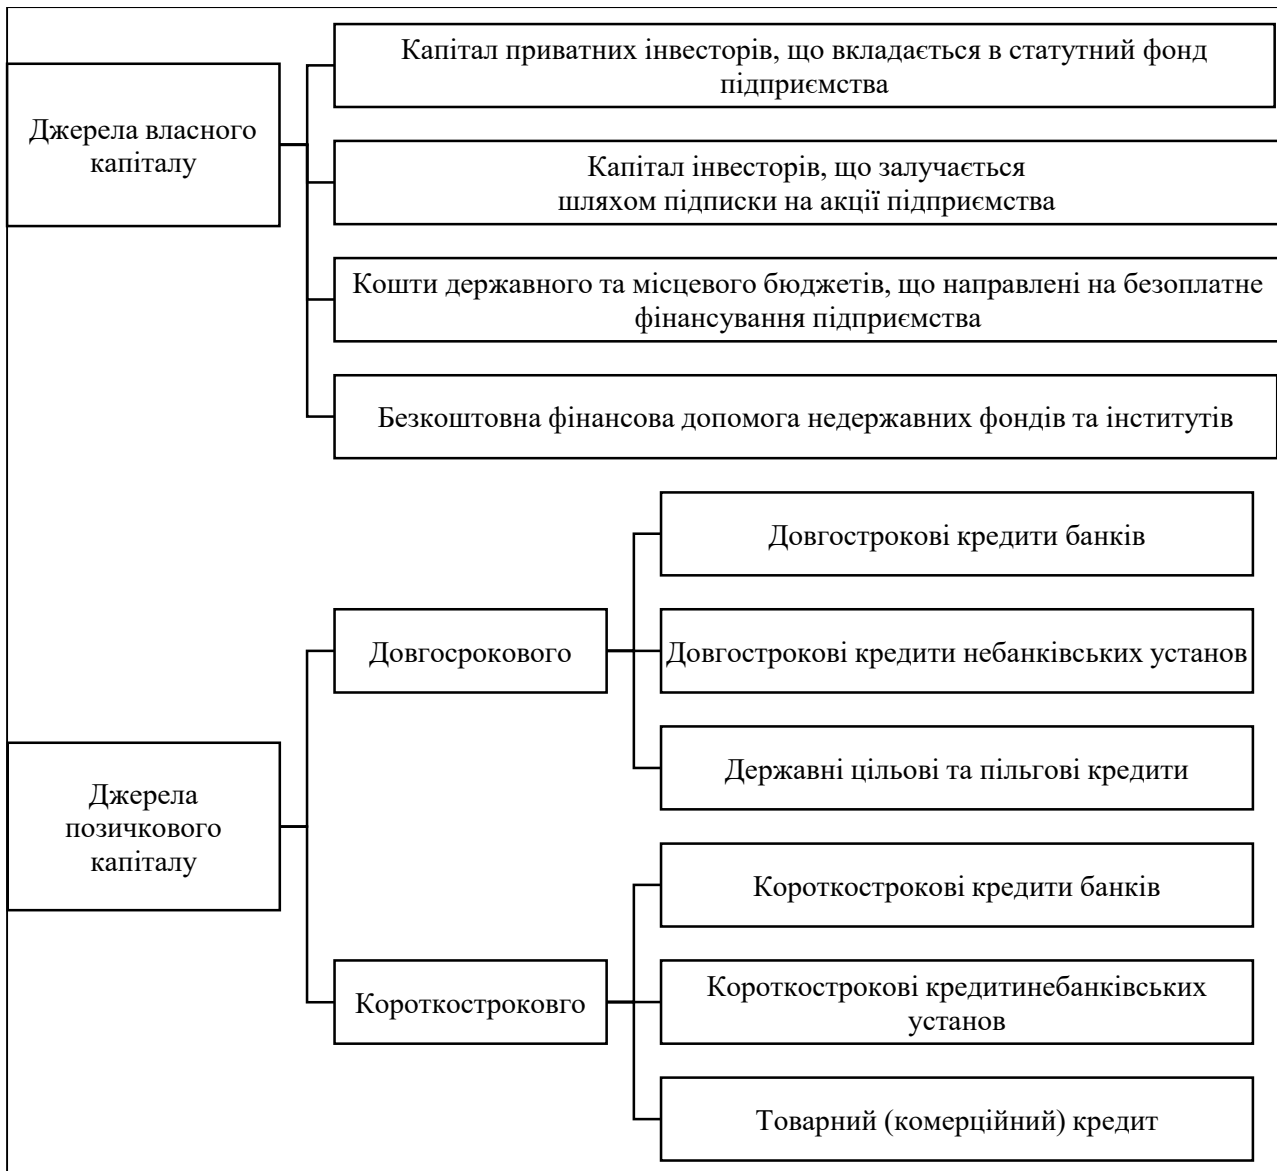 Джерела власного
капіталу
Капітал приватних інвесторів, що вкладається в статутний фонд
підприємства
Капітал інвесторів, що залучається
шляхом підписки на акції підприємства
Кошти державного та місцевого бюджетів, що направлені на безоплатне
фінансування підприємства
Безкоштовна фінансова допомога недержавних фондів та інститутів
Джерела
позичкового
капіталу
Довгосрокового
Довгострокові кредити банків
Довгострокові кредити небанківських установ
Державні цільові та пільгові кредити
Короткостроковго
Короткострокові кредити банків
Короткострокові кредитинебанківських
установ
Товарний (комерційний) кредит